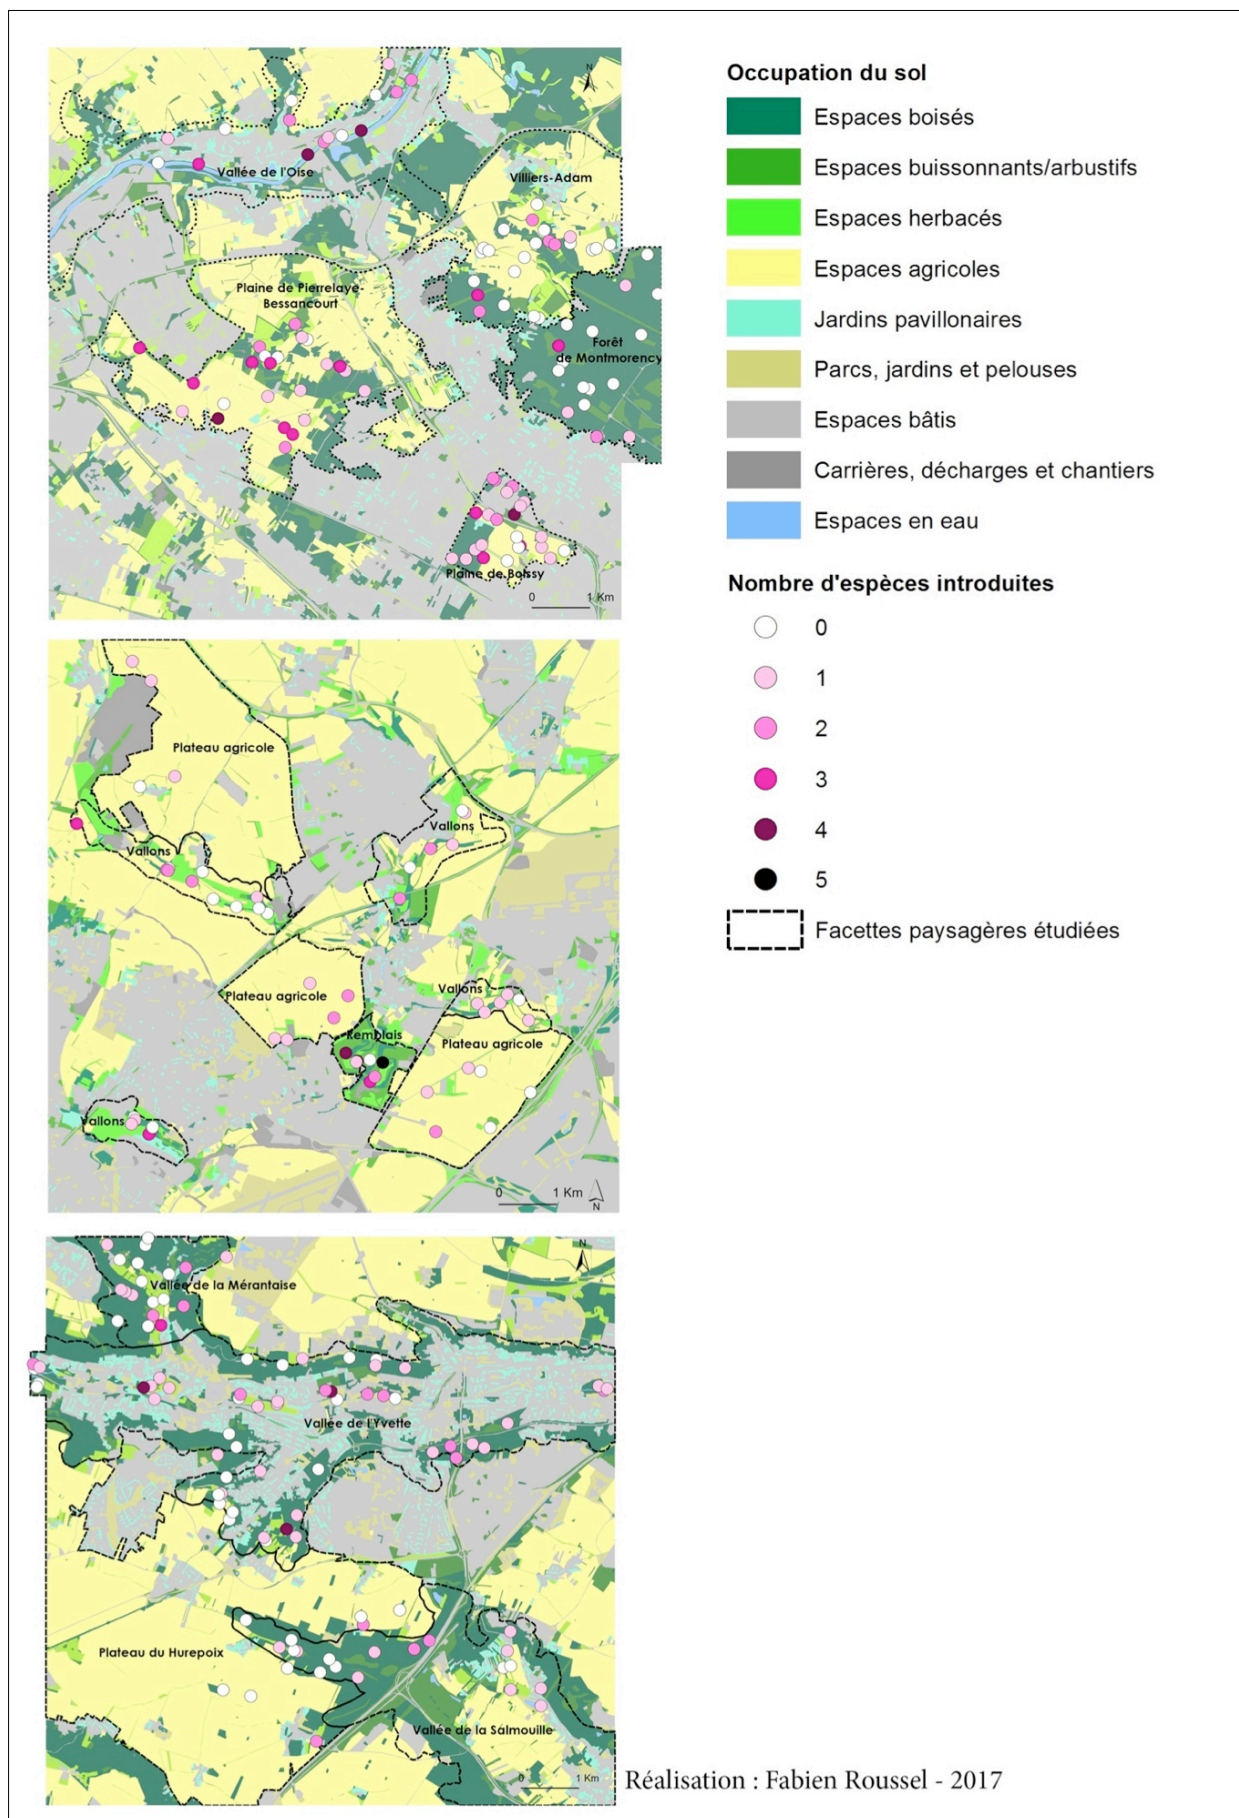 N
Vallée de l'Oise
Villiers-Adam
Plaine de Pierrelaye-
Bessancourt
Forêt
de Montmorency
Plaine de Boissy
0 1 Km
Plateau agricole
Vallons
Vallons
Plateau agricole
Vallons
Remblais
Plateau agricole
Vallons
0 1 Km
N
N
Vallée de la Mérantaise
Vallée de l'Yvette
Plateau du Hurepoix
Vallée de la Salmouille
0 1 Km
Occupation du sol
Espaces boisés
Espaces buissonnants/arbustifs
Espaces herbacés
Espaces agricoles
Jardins pavillonaires
Parcs, jardins et pelouses
Espaces bâtis
Carrières, décharges et chantiers
Espaces en eau
Nombre d'espèces introduites
0
1
2
3
4
5
Facettes paysagères étudiées
Réalisation : Fabien Roussel - 2017